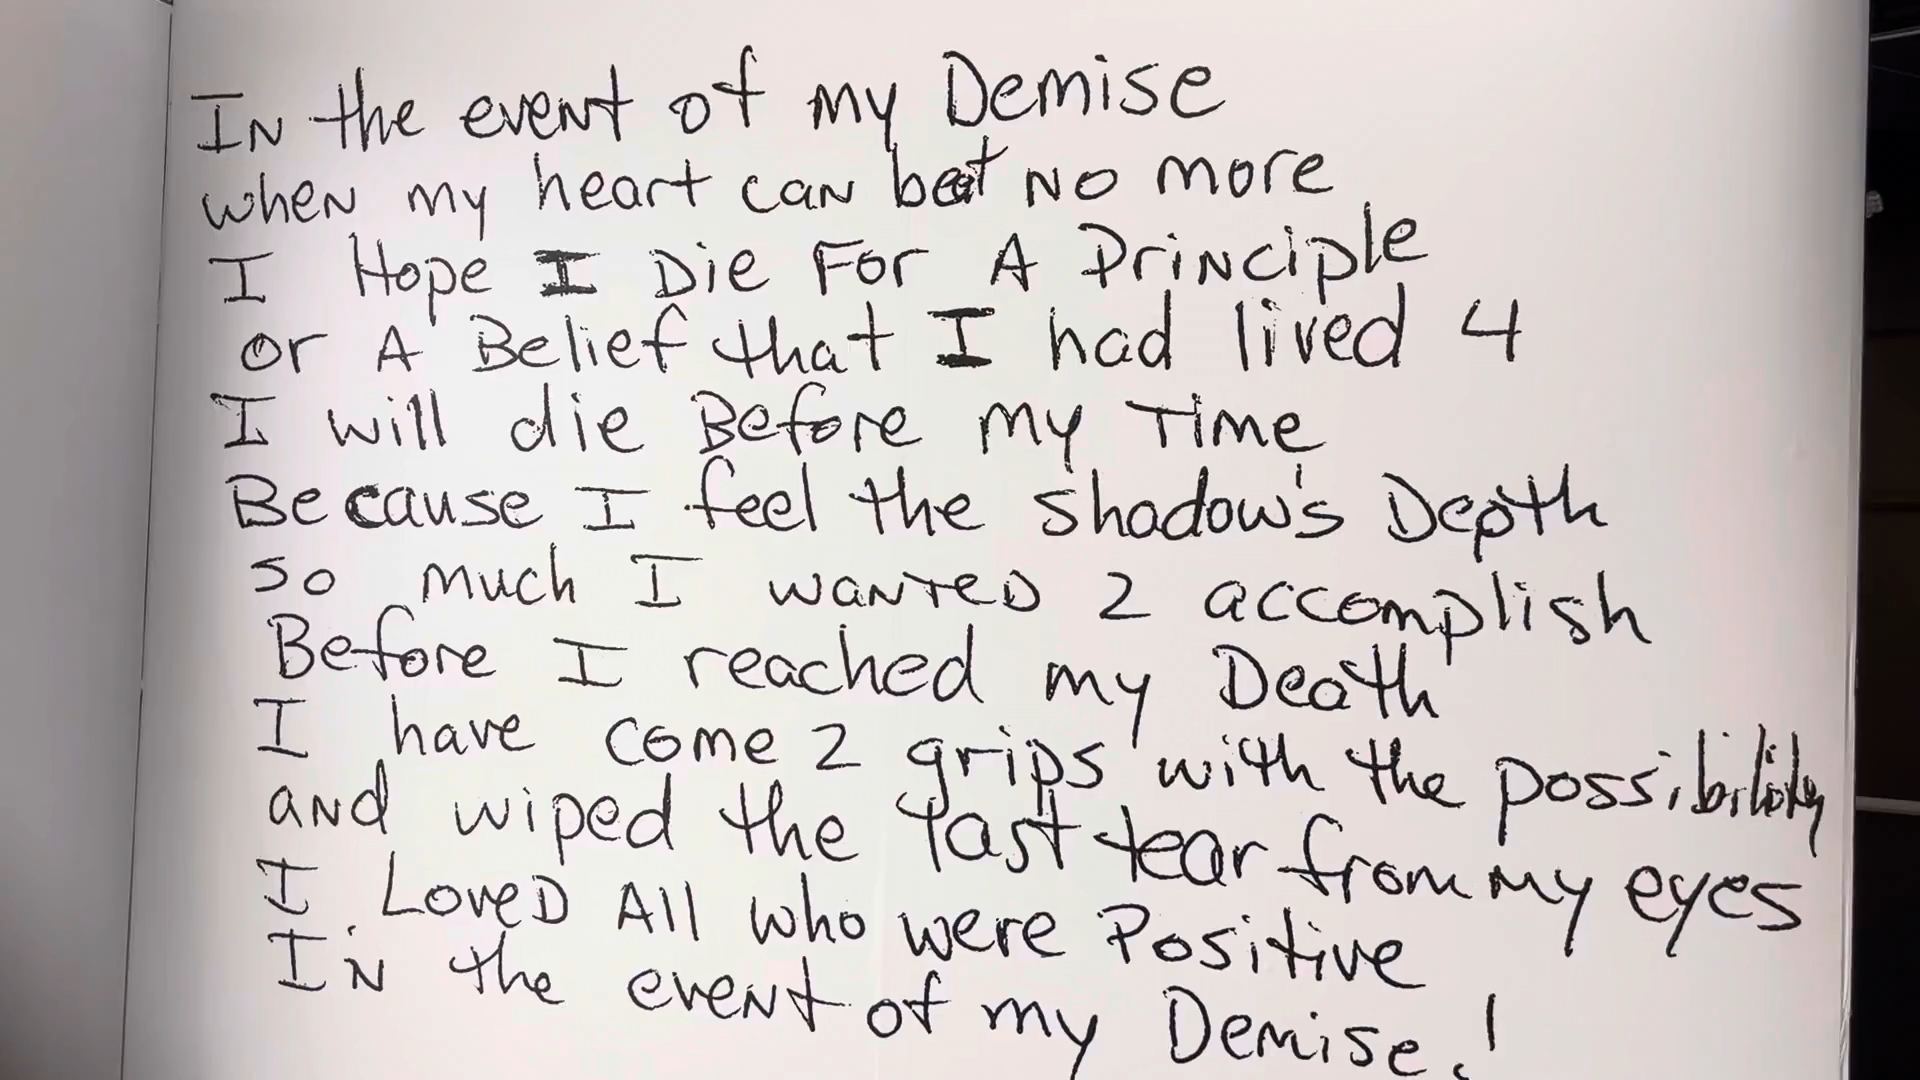 IN the event of my Demise
when my heart can beat no more
I Hope I Die For A Principle
or A Belief that I had lived 4
I will die Before my Time
Because I feel the shadow's Depth
so much I wanted 2 accomplish
Before I reached my Death
I have come 2 grips with the possibility
and wiped the last tear from my eyes
I Loved All who were Positive
In the event of my Demise!